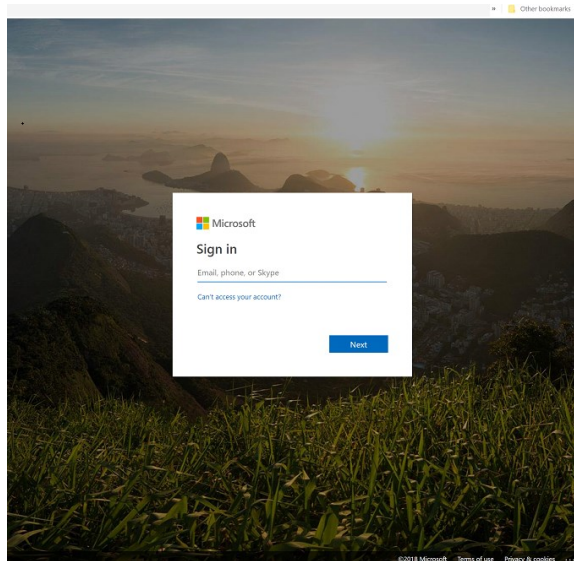 » Other bookmarks
Microsoft
Sign in
Email, phone, or Skype
Can't access your account?
Next
©2018 Microsoft Terms of use Privacy & cookies ...